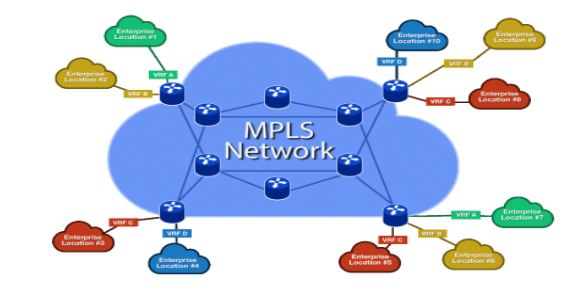 Enterprise
Location #1
VRF A
Enterprise
Location #2
VRF B
Enterprise
Location #10
VRF D
Enterprise
Location #9
VRF B
Enterprise
Location #8
VRF C
MPLS
Network
Enterprise
Location #3
VRF C
VRF D
Enterprise
Location #4
VRF A
Enterprise
Location #7
VRF C
Enterprise
Location #5
VRF B
Enterprise
Location #6